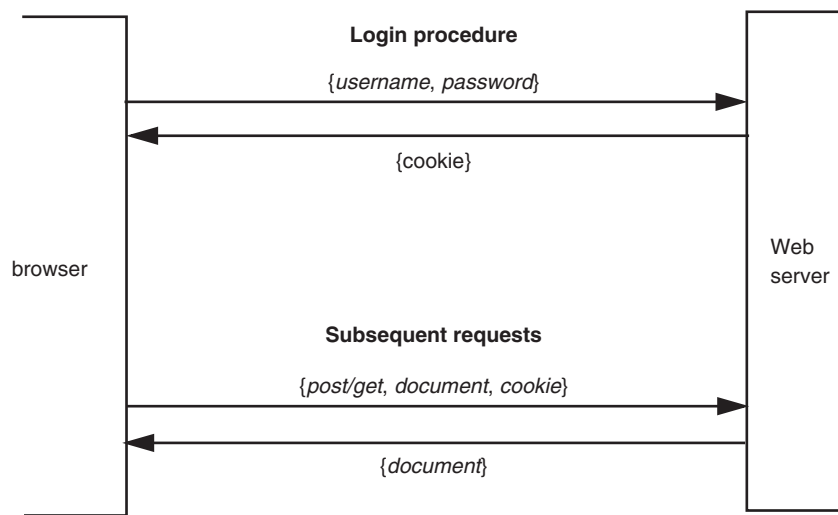 Login procedure
{username, password}
{cookie}
browser
Web
server
Subsequent requests
{post/get, document, cookie}
{document}